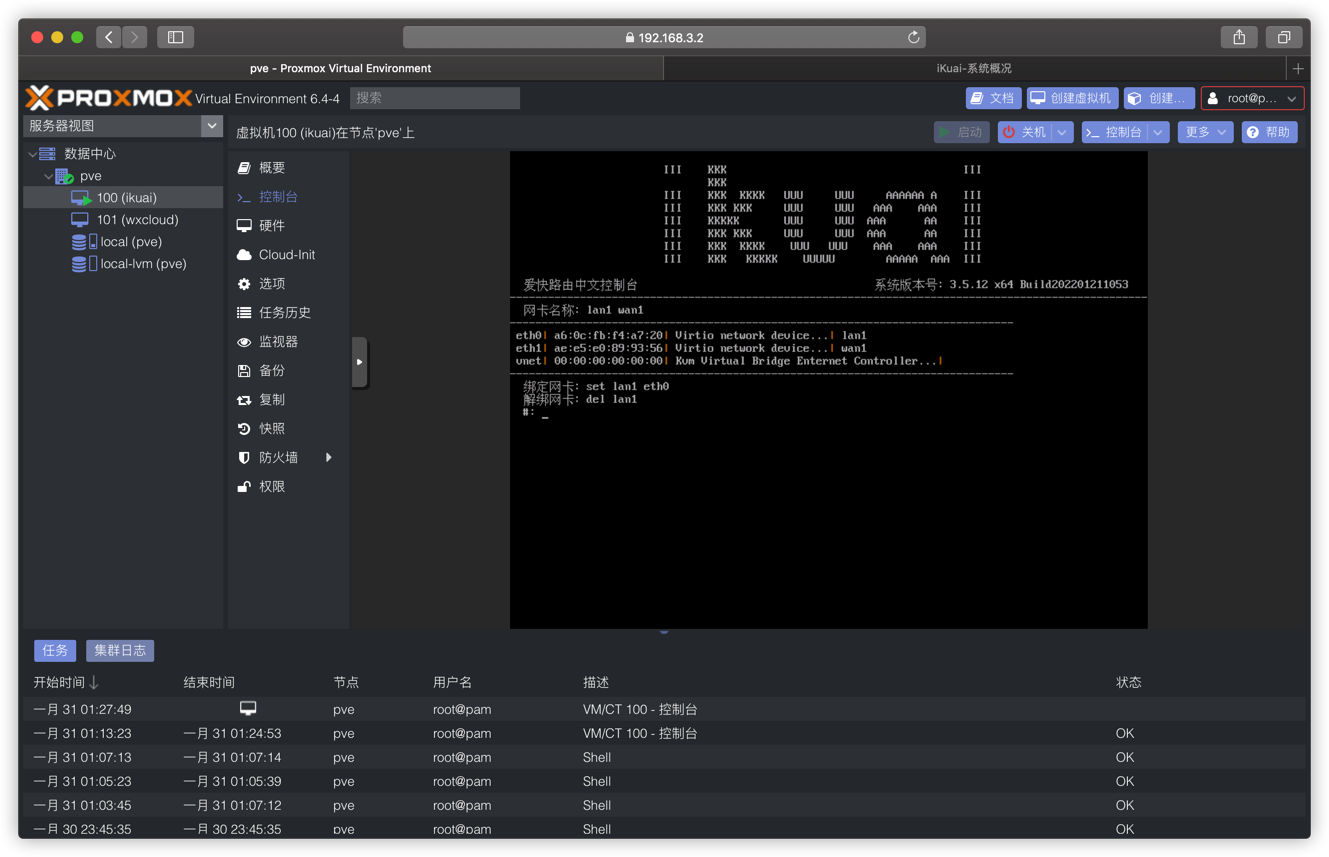 192.168.3.2
pve - Proxmox Virtual Environment
iKuai-系统概况
PROXMOX Virtual Environment 6.4-4
搜索
文档
创建虚拟机
创建...
root@p...
服务器视图
虚拟机100 (ikuai)在节点'pve'上
启动
关机
控制台
更多
帮助
数据中心
pve
100 (ikuai)
101 (wxcloud)
local (pve)
local-lvm (pve)
概要
控制台
硬件
Cloud-Init
选项
任务历史
监视器
备份
复制
快照
防火墙
权限
III KKK III
KKK
III KKK KKKK UUU UUU AAAAAA A III
III KKK KKK UUU UUU AAA AAA III
III KKKKK UUU UUU AAA AA III
III KKK KKK UUU UUU AAA AA III
III KKK KKKK UUU UUU AAA AAA III
III KKK KKKKK UUUUU AAAAA AAA III
爱快路由中文控制台 系统版本号: 3.5.12 x64 Build202201211053
网卡名称: lan1 wan1
eth0| a6:0c:fb:f4:a7:20| Virtio network device...| lan1
eth1| ae:e5:e0:89:93:56| Virtio network device...| wan1
vnet| 00:00:00:00:00:00| Kvm Virtual Bridge Enternet Controller...|
绑定网卡: set lan1 eth0
解绑网卡: del lan1
#: _
任务
集群日志
开始时间 结束时间 节点 用户名 描述 状态
一月 31 01:27:49 pve root@pam VM/CT 100 - 控制台
一月 31 01:13:23 一月 31 01:24:53 pve root@pam VM/CT 100 - 控制台 OK
一月 31 01:07:13 一月 31 01:07:14 pve root@pam Shell OK
一月 31 01:05:23 一月 31 01:05:39 pve root@pam Shell OK
一月 31 01:03:45 一月 31 01:07:12 pve root@pam Shell OK
一月 30 23:45:35 一月 30 23:45:35 pve root@pam Shell OK